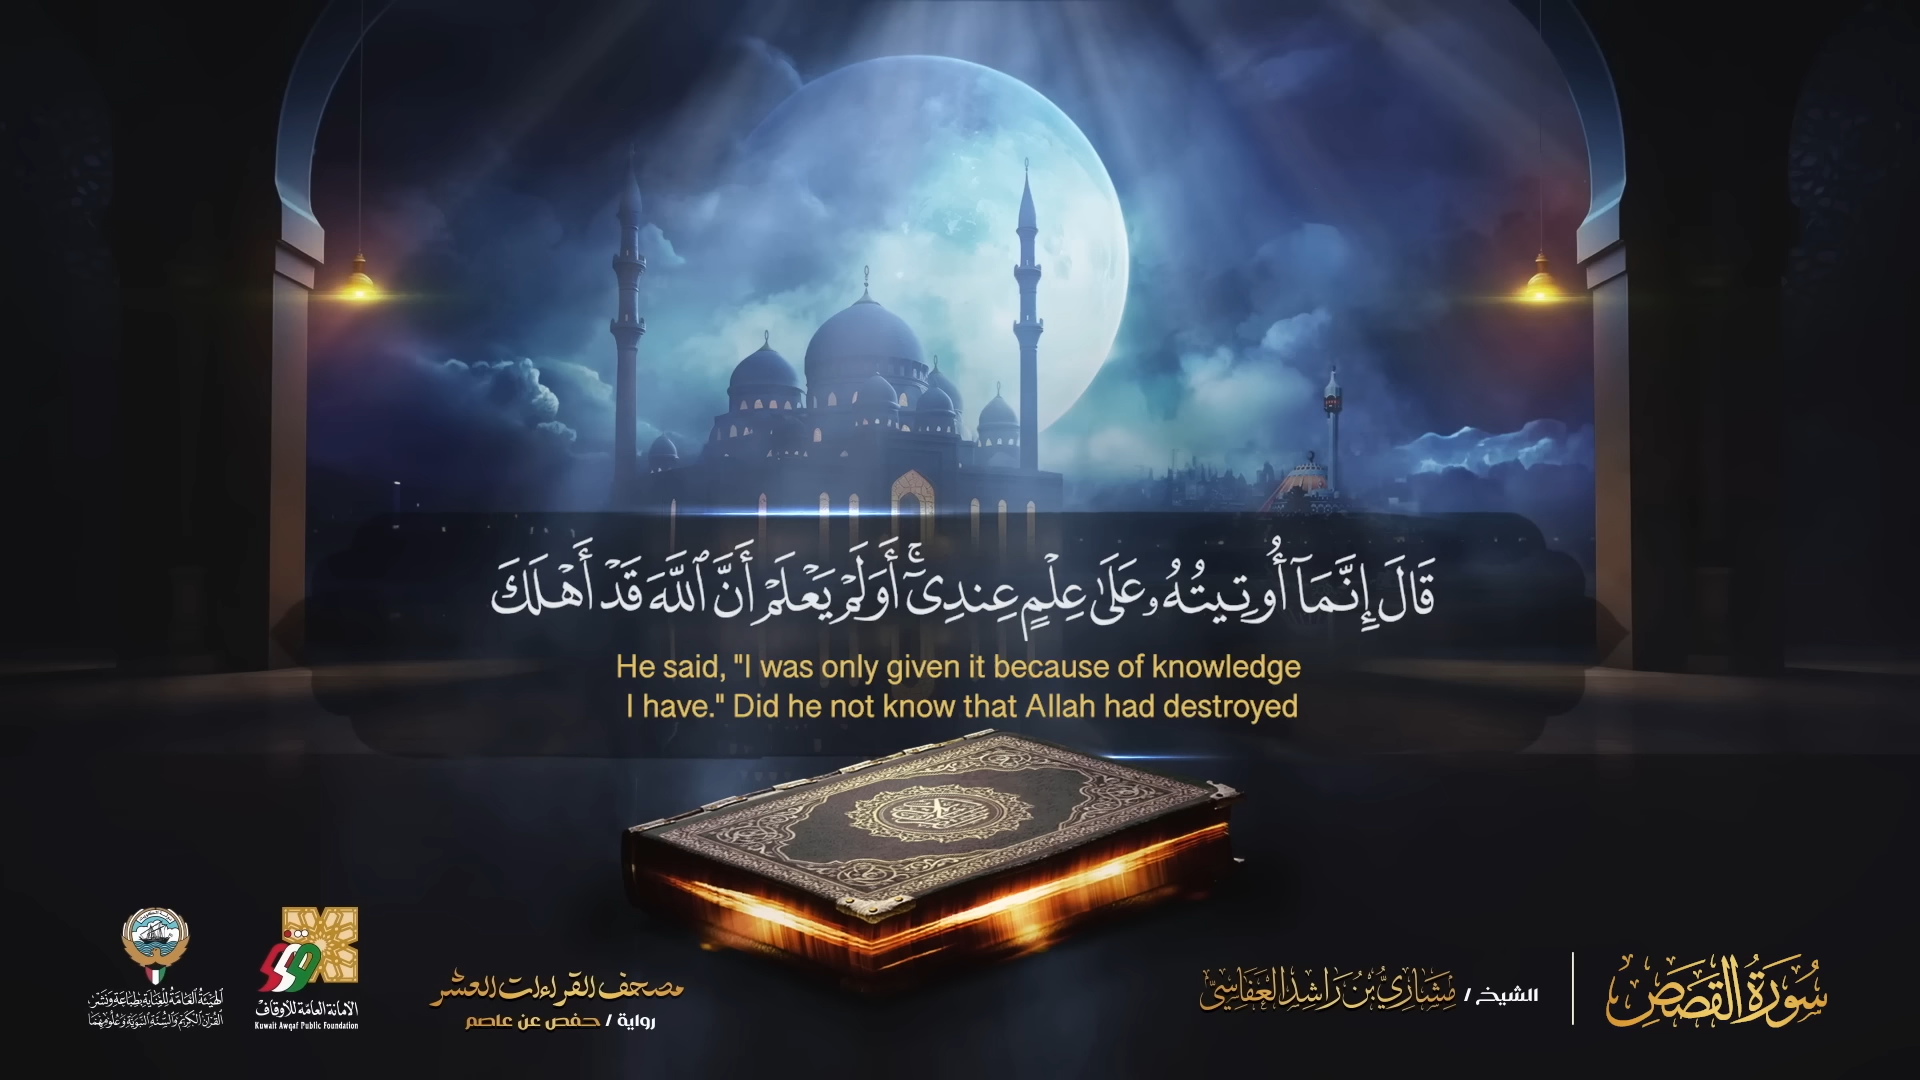 قَالَ إِنَّمَآ أُوتِيتُهُۥ عَلَىٰ عِلْمٍ عِندِىٓۚ أَوَلَمْ يَعْلَمْ أَنَّ ٱللَّهَ قَدْ أَهْلَكَ
He said, "I was only given it because of knowledge
I have." Did he not know that Allah had destroyed
سُورَةُ القَصَصِ
الشيخ / مشاري بن راشد العفاسي
مصحف القراءات العشر
رواية / حفص عن عاصم
الأمانة العامة للأوقاف
Kuwait Awqaf Public Foundation
الهيئة العامة للعناية بطباعة ونشر
القرآن الكريم والسنة النبوية وعلومهما